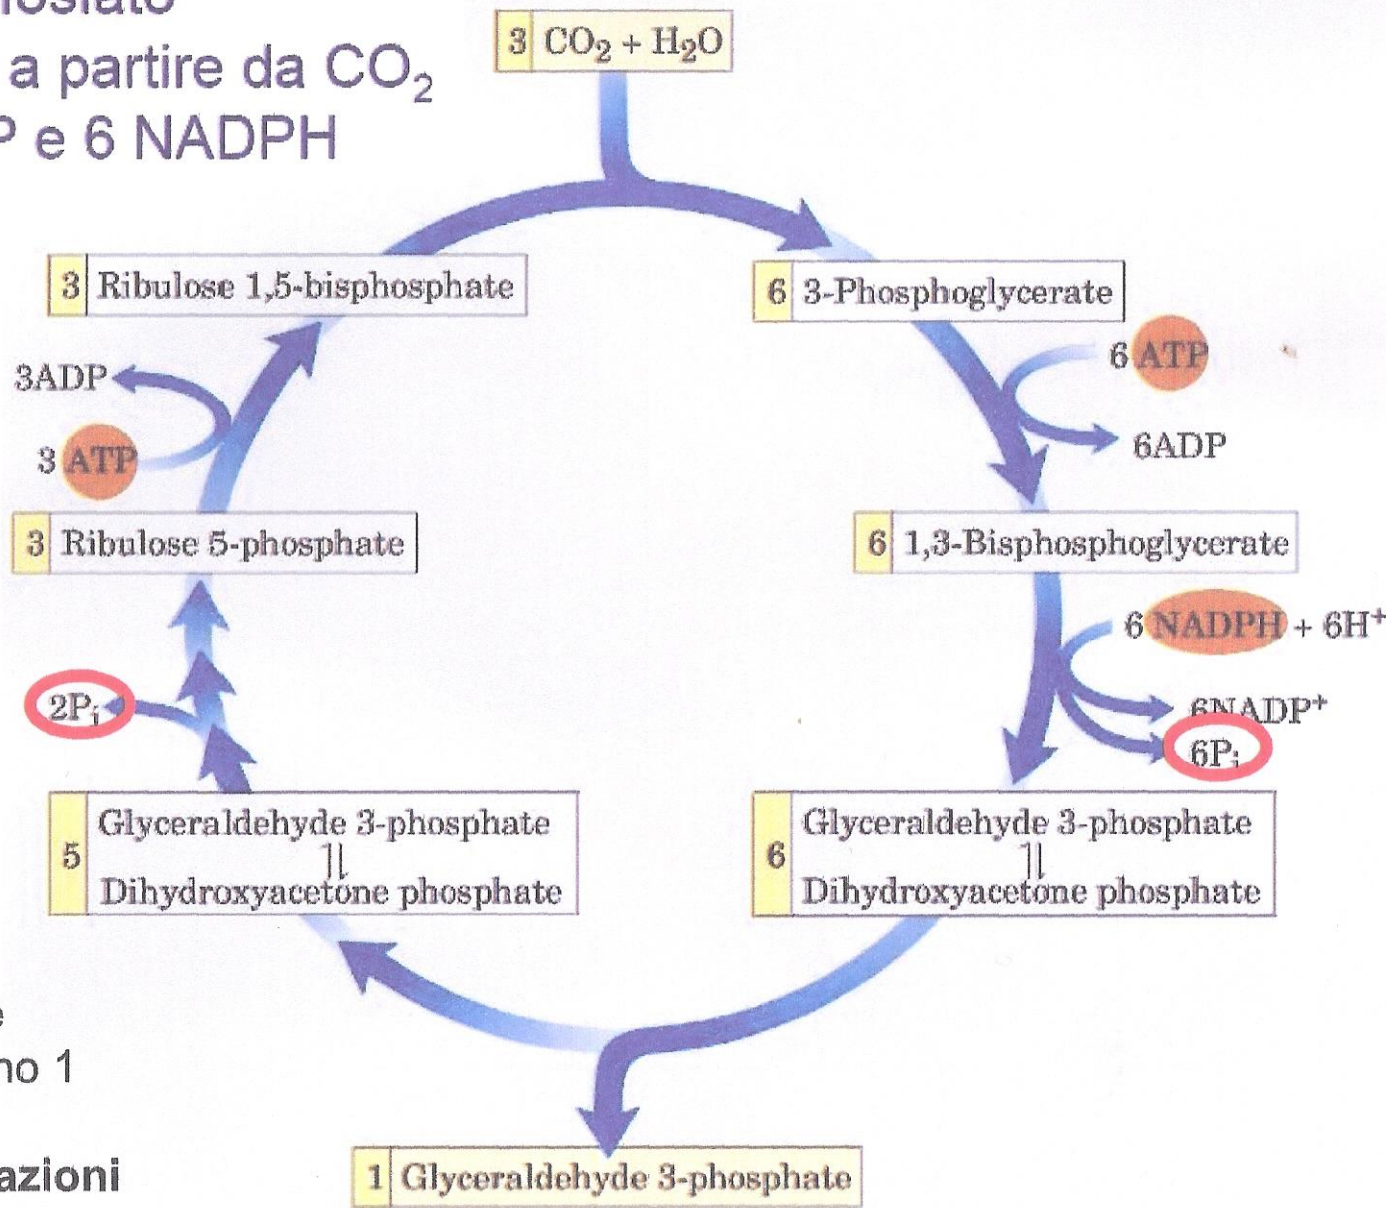 a partire da CO₂
P e 6 NADPH
3 CO₂ + H₂O
3 Ribulose 1,5-bisphosphate
6 3-Phosphoglycerate
3ADP
3 ATP
6 ATP
6ADP
3 Ribulose 5-phosphate
6 1,3-Bisphosphoglycerate
6 NADPH + 6H⁺
2Pᵢ
6NADP⁺
6Pᵢ
5 Glyceraldehyde 3-phosphate
Dihydroxyacetone phosphate
6 Glyceraldehyde 3-phosphate
Dihydroxyacetone phosphate
e
no 1
azioni
1 Glyceraldehyde 3-phosphate